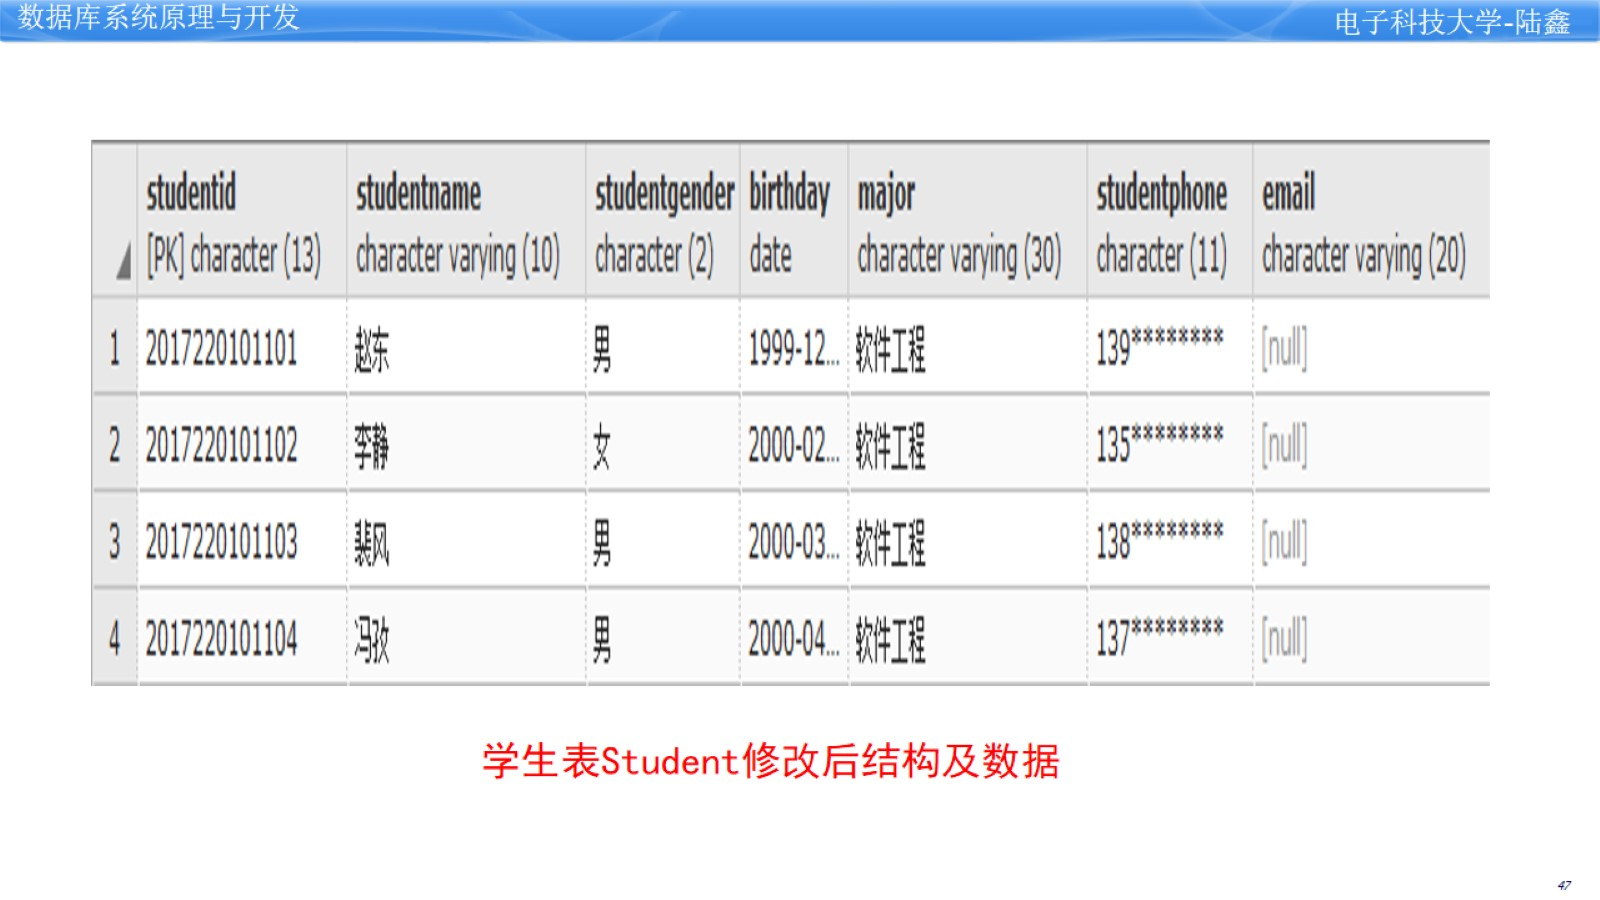 数据库系统原理与开发
电子科技大学-陆鑫
studentid studentname studentgender birthday major studentphone email
[PK] character (13) character varying (10) character (2) date character varying (30) character (11) character varying (20)
1 2017220101101 赵东 男 1999-12... 软件工程 139******** [null]
2 2017220101102 李静 女 2000-02... 软件工程 135******** [null]
3 2017220101103 裴风 男 2000-03... 软件工程 138******** [null]
4 2017220101104 冯孜 男 2000-04... 软件工程 137******** [null]
学生表Student修改后结构及数据
47